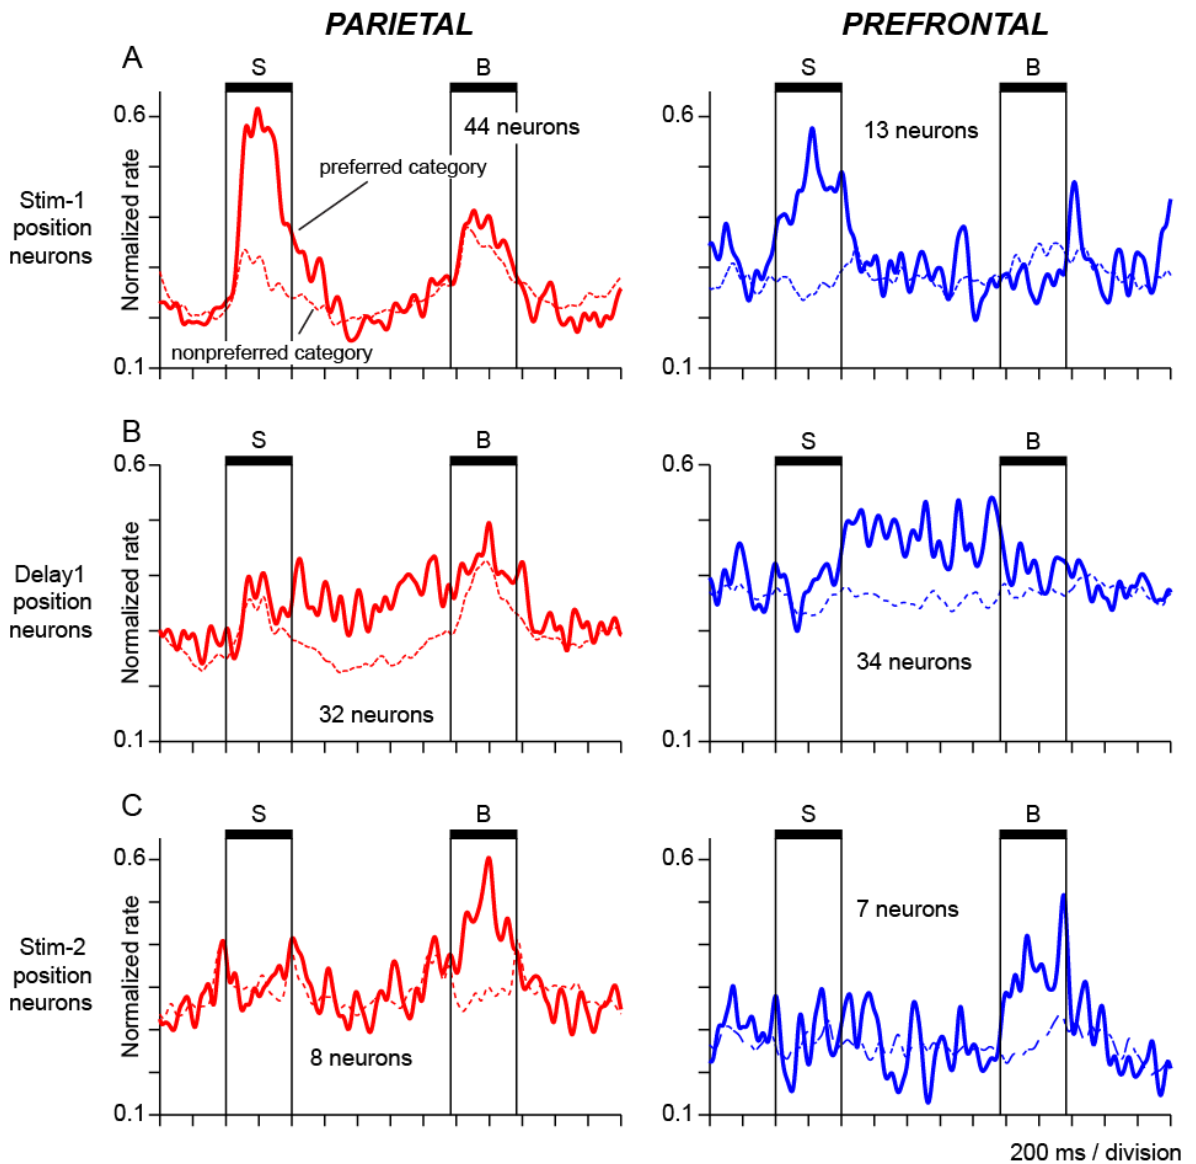 PARIETAL
PREFRONTAL
A
S
B
S
B
0.6
44 neurons
0.6
13 neurons
preferred category
Stim-1
position
neurons
Normalized rate
nonpreferred category
0.1
0.1
B
S
B
S
B
0.6
0.6
Delay1
position
neurons
Normalized rate
32 neurons
34 neurons
0.1
0.1
C
S
B
S
B
0.6
0.6
7 neurons
Stim-2
position
neurons
Normalized rate
8 neurons
0.1
0.1
200 ms / division